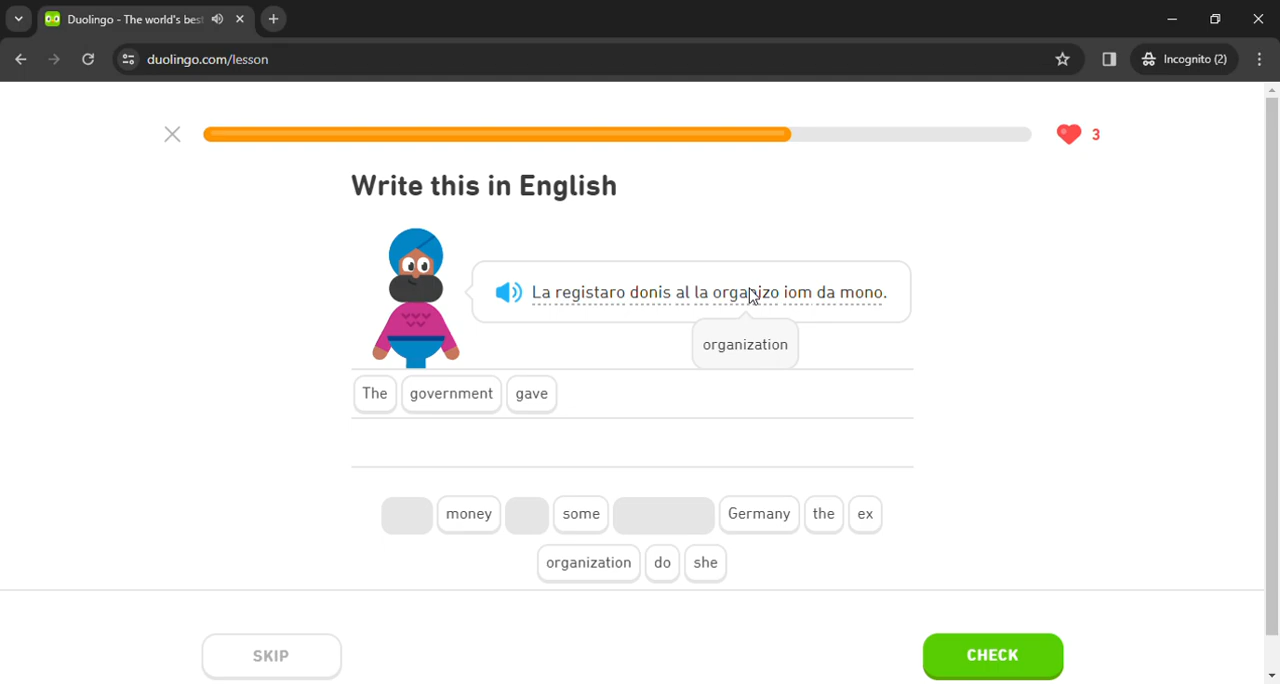 Duolingo - The world's bes
duolingo.com/lesson
Incognito (2)
3
Write this in English
La registaro donis al la organizo iom da mono.
organization
The government gave
money some Germany the ex
organization do she
SKIP CHECK